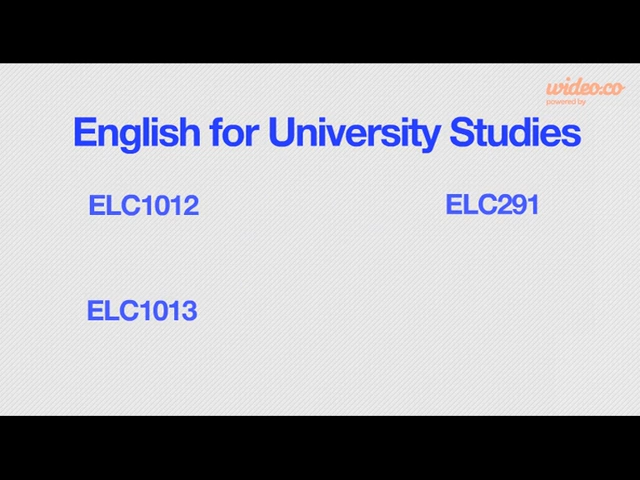 wideo.co
powered by
English for University Studies
ELC1012
ELC291
ELC1013